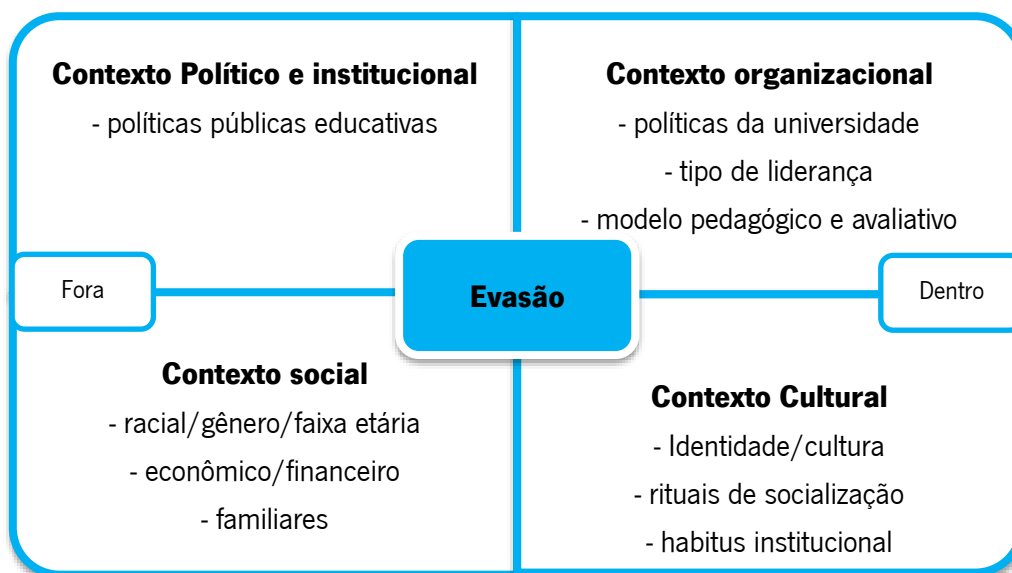 Contexto Político e institucional
- políticas públicas educativas
Contexto organizacional
- políticas da universidade
- tipo de liderança
- modelo pedagógico e avaliativo
Fora
Evasão
Dentro
Contexto social
- racial/gênero/faixa etária
- econômico/financeiro
- familiares
Contexto Cultural
- Identidade/cultura
- rituais de socialização
- habitus institucional